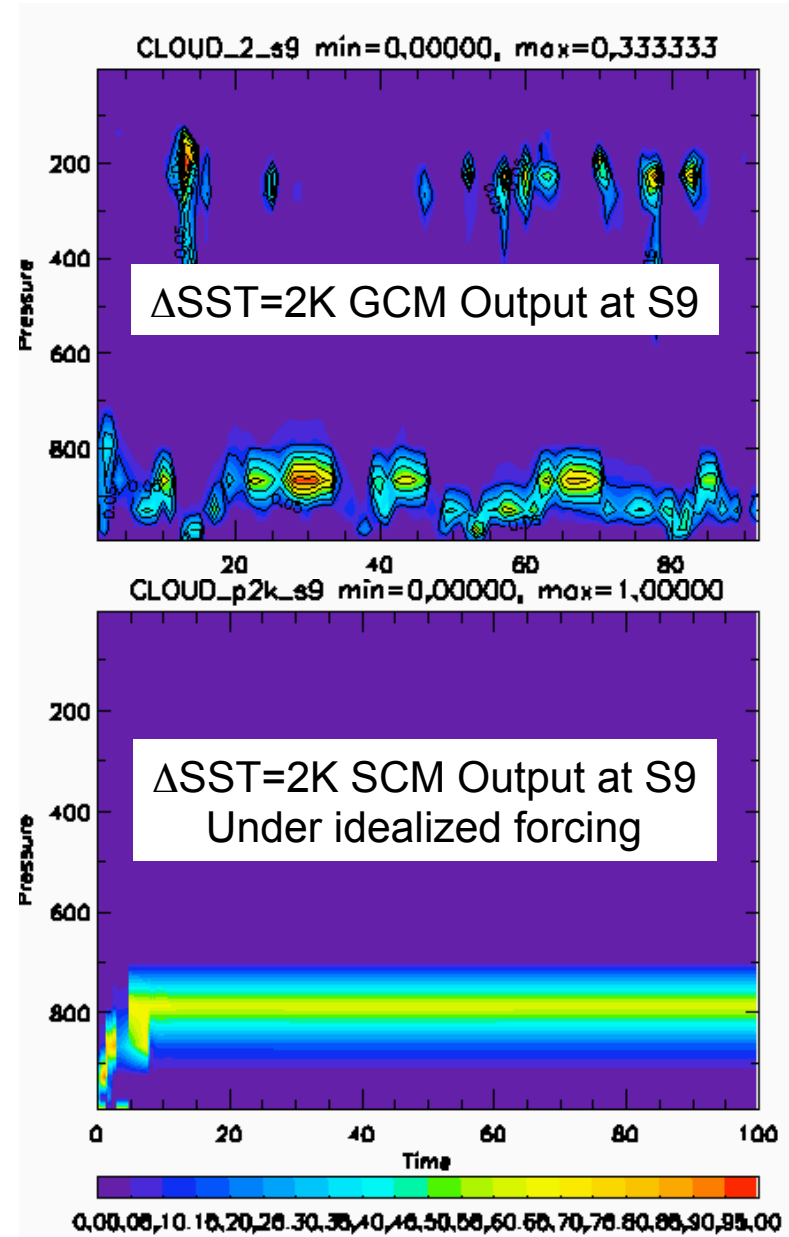 CLOUD_2_s9 min=0,00000, max=0,333333
200
400
600
800
Pressure
ΔSST=2K GCM Output at S9
20 40 60 80
CLOUD_p2k_s9 min=0,00000, max=1,00000
200
400
600
800
Pressure
ΔSST=2K SCM Output at S9
Under idealized forcing
0 20 40 60 80 100
Time